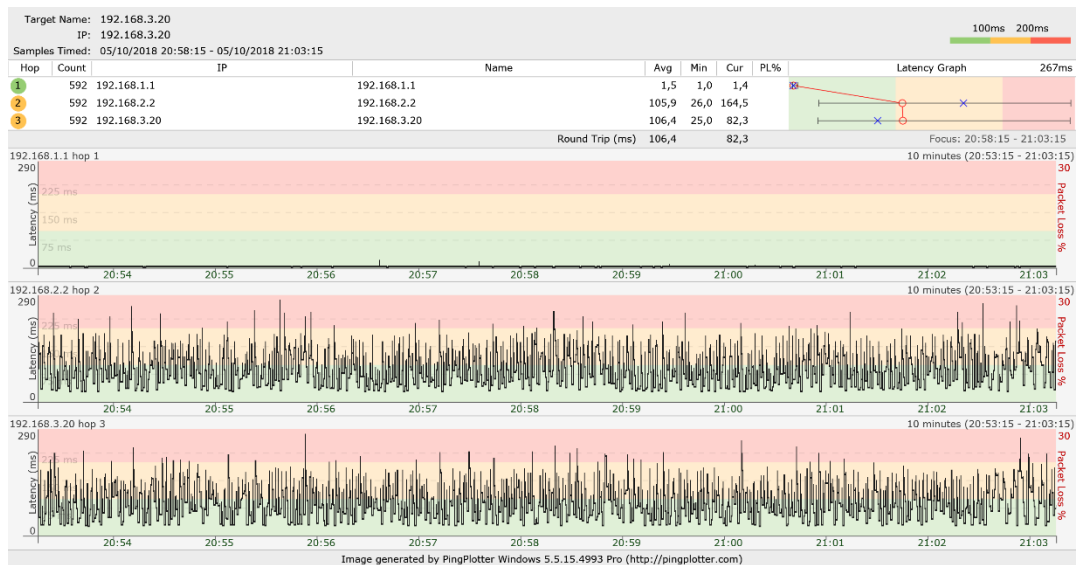 Target Name: 192.168.3.20
IP: 192.168.3.20
Samples Timed: 05/10/2018 20:58:15 - 05/10/2018 21:03:15
100ms 200ms
Hop Count IP Name Avg Min Cur PL% Latency Graph 267ms
1 592 192.168.1.1 192.168.1.1 1,5 1,0 1,4
2 592 192.168.2.2 192.168.2.2 105,9 26,0 164,5
3 592 192.168.3.20 192.168.3.20 106,4 25,0 82,3
Round Trip (ms) 106,4 82,3 Focus: 20:58:15 - 21:03:15
192.168.1.1 hop 1 10 minutes (20:53:15 - 21:03:15)
290 30
Latency (ms)
225 ms
150 ms
75 ms
Packet Loss %
0
20:54 20:55 20:56 20:57 20:58 20:59 21:00 21:01 21:02 21:03
192.168.2.2 hop 2 10 minutes (20:53:15 - 21:03:15)
290 30
Latency (ms)
225 ms
Packet Loss %
0
20:54 20:55 20:56 20:57 20:58 20:59 21:00 21:01 21:02 21:03
192.168.3.20 hop 3 10 minutes (20:53:15 - 21:03:15)
290 30
Latency (ms)
225 ms
Packet Loss %
0
20:54 20:55 20:56 20:57 20:58 20:59 21:00 21:01 21:02 21:03
Image generated by PingPlotter Windows 5.5.15.4993 Pro (http://pingplotter.com)